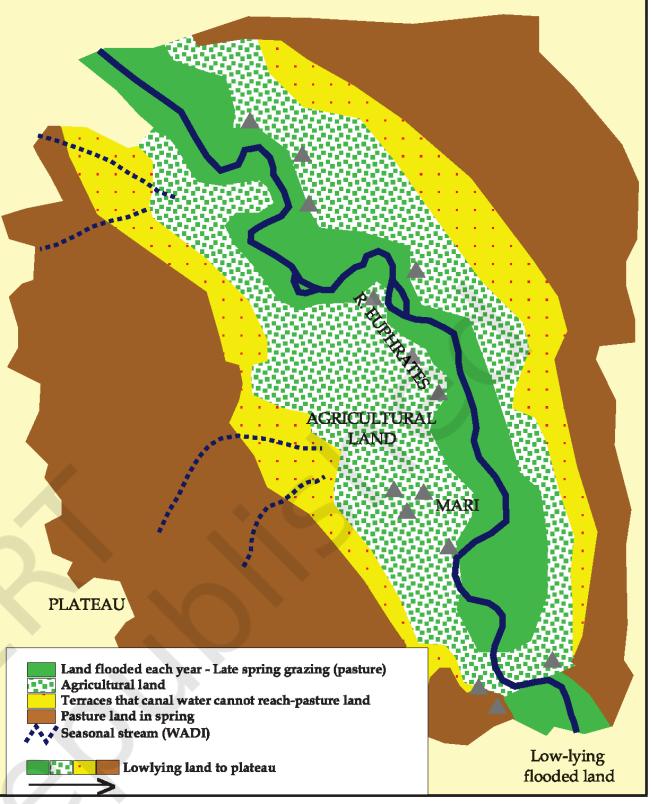 R. EUPHRATES
AGRICULTURAL
LAND
MARI
PLATEAU
Land flooded each year - Late spring grazing (pasture)
Agricultural land
Terraces that canal water cannot reach-pasture land
Pasture land in spring
Seasonal stream (WADI)
Lowlying land to plateau
Low-lying
flooded land